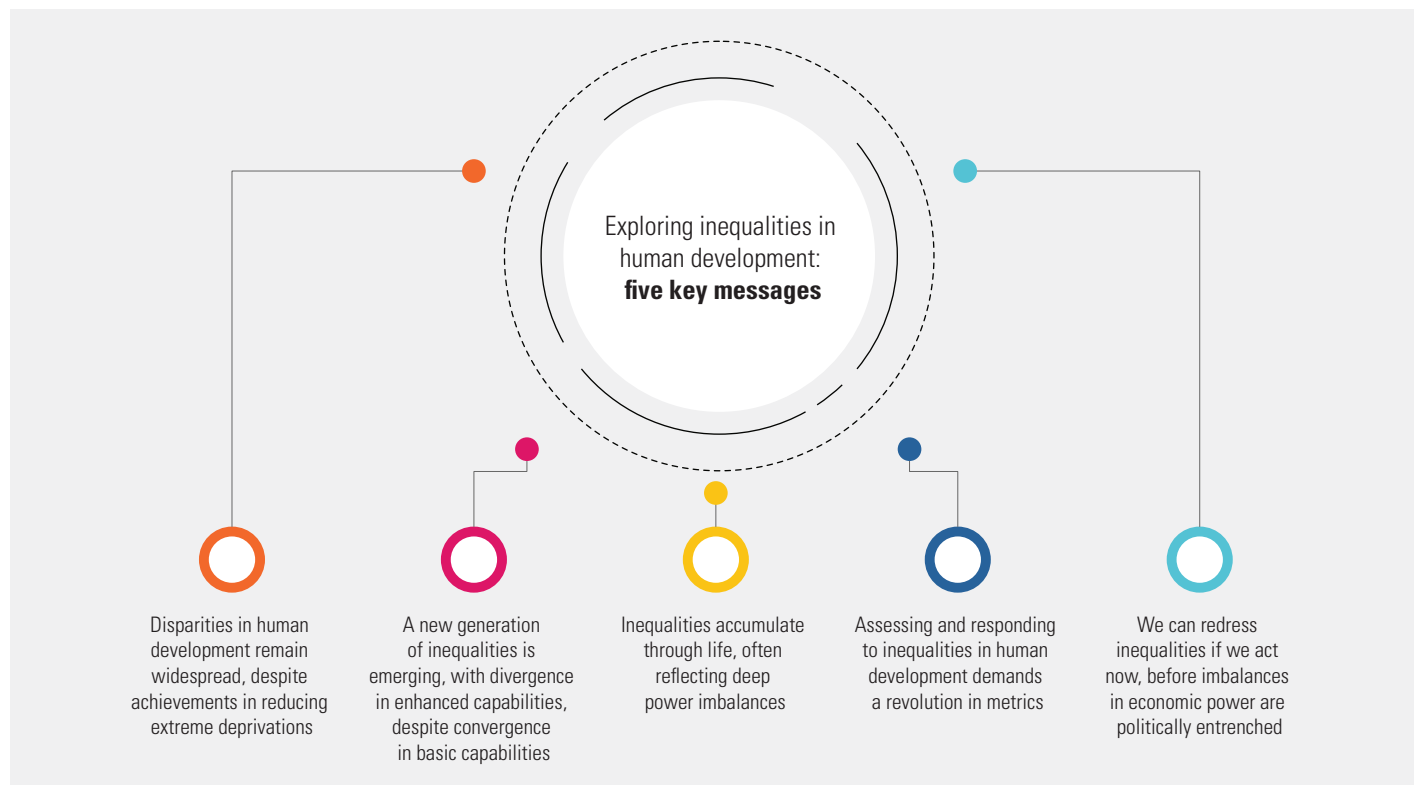 Exploring inequalities in
human development:
five key messages
Disparities in human
development remain
widespread, despite
achievements in reducing
extreme deprivations
A new generation
of inequalities is
emerging, with divergence
in enhanced capabilities,
despite convergence
in basic capabilities
Inequalities accumulate
through life, often
reflecting deep
power imbalances
Assessing and responding
to inequalities in human
development demands
a revolution in metrics
We can redress
inequalities if we act
now, before imbalances
in economic power are
politically entrenched